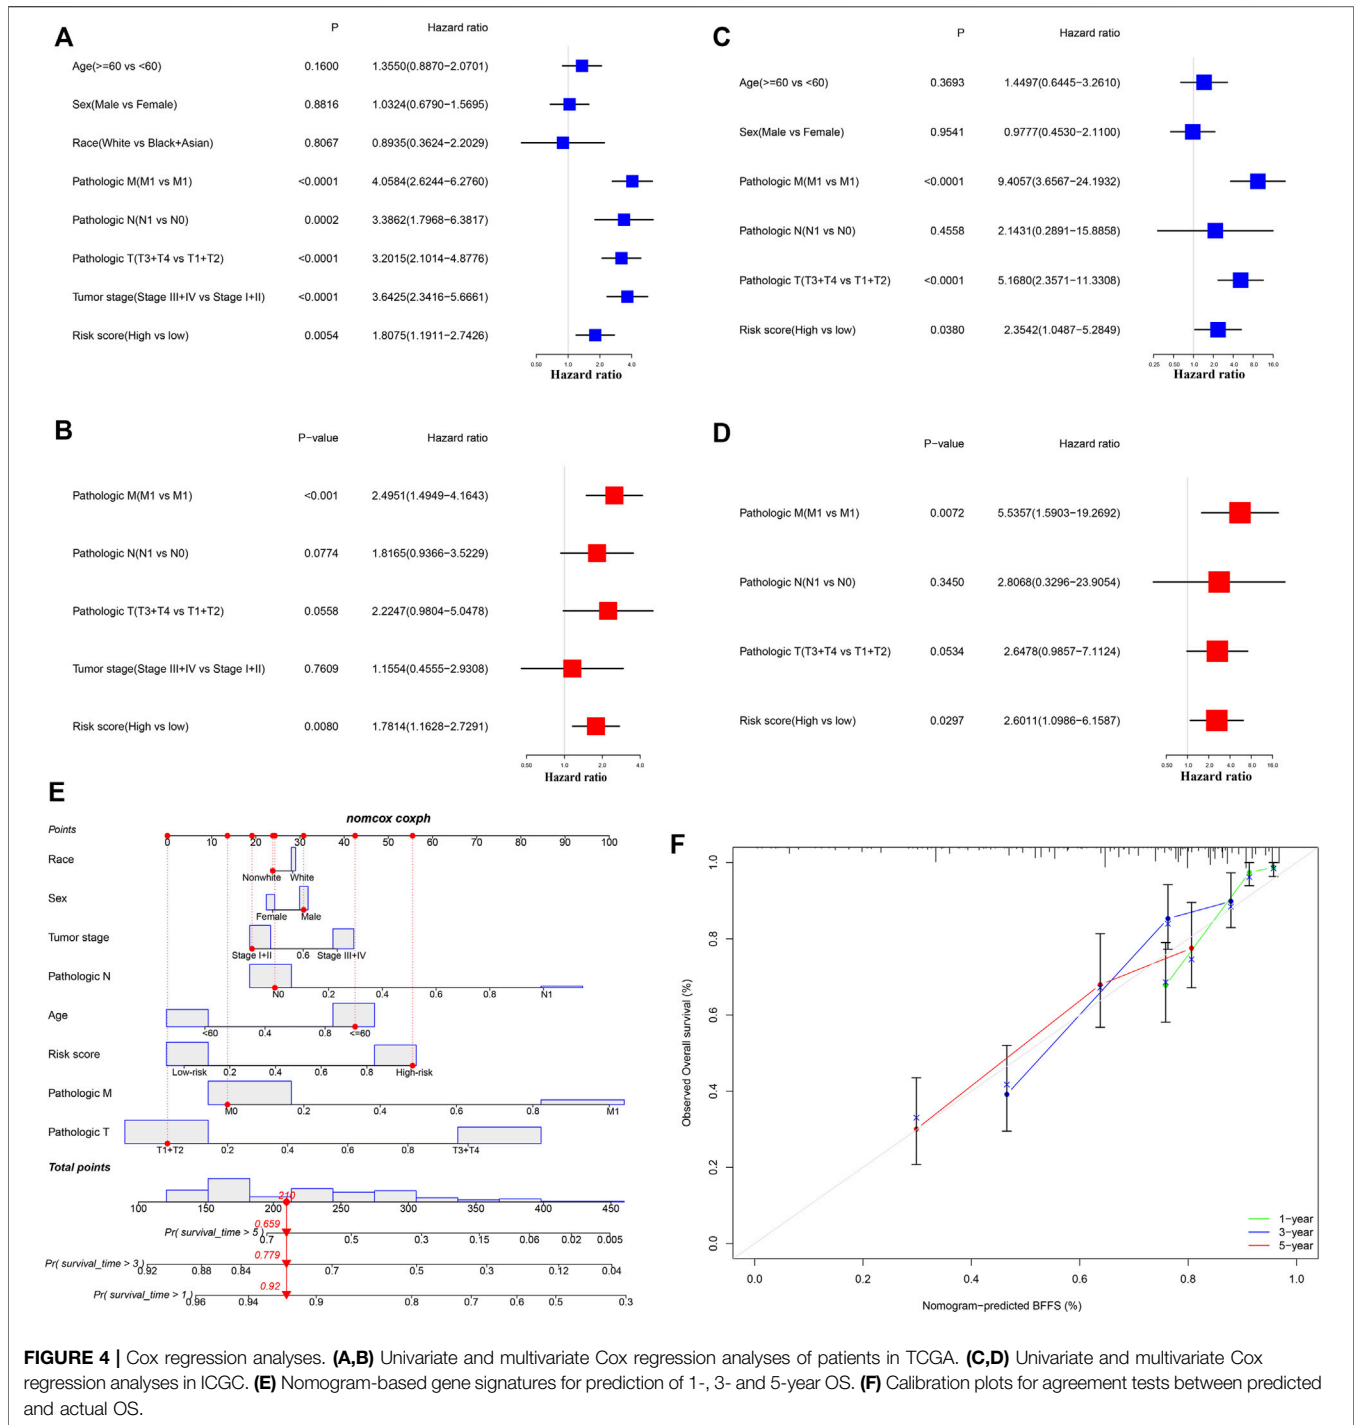 A
P Hazard ratio
Age(>=60 vs <60) 0.1600 1.3550(0.8870−2.0701)
Sex(Male vs Female) 0.8816 1.0324(0.6790−1.5695)
Race(White vs Black+Asian) 0.8067 0.8935(0.3624−2.2029)
Pathologic M(M1 vs M1) <0.0001 4.0584(2.6244−6.2760)
Pathologic N(N1 vs N0) 0.0002 3.3862(1.7968−6.3817)
Pathologic T(T3+T4 vs T1+T2) <0.0001 3.2015(2.1014−4.8776)
Tumor stage(Stage III+IV vs Stage I+II) <0.0001 3.6425(2.3416−5.6661)
Risk score(High vs low) 0.0054 1.8075(1.1911−2.7426)
0.50 1.0 2.0 4.0
Hazard ratio
C
P Hazard ratio
Age(>=60 vs <60) 0.3693 1.4497(0.6445−3.2610)
Sex(Male vs Female) 0.9541 0.9777(0.4530−2.1100)
Pathologic M(M1 vs M1) <0.0001 9.4057(3.6567−24.1932)
Pathologic N(N1 vs N0) 0.4558 2.1431(0.2891−15.8858)
Pathologic T(T3+T4 vs T1+T2) <0.0001 5.1680(2.3571−11.3308)
Risk score(High vs low) 0.0380 2.3542(1.0487−5.2849)
0.25 0.50 1.0 2.0 4.0 8.0 16.0
Hazard ratio
B
P−value Hazard ratio
Pathologic M(M1 vs M1) <0.001 2.4951(1.4949−4.1643)
Pathologic N(N1 vs N0) 0.0774 1.8165(0.9366−3.5229)
Pathologic T(T3+T4 vs T1+T2) 0.0558 2.2247(0.9804−5.0478)
Tumor stage(Stage III+IV vs Stage I+II) 0.7609 1.1554(0.4555−2.9308)
Risk score(High vs low) 0.0080 1.7814(1.1628−2.7291)
0.50 1.0 2.0 4.0
Hazard ratio
D
P−value Hazard ratio
Pathologic M(M1 vs M1) 0.0072 5.5357(1.5903−19.2692)
Pathologic N(N1 vs N0) 0.3450 2.8068(0.3296−23.9054)
Pathologic T(T3+T4 vs T1+T2) 0.0534 2.6478(0.9857−7.1124)
Risk score(High vs low) 0.0297 2.6011(1.0986−6.1587)
0.50 1.0 2.0 4.0 8.0 16.0
Hazard ratio
E
nomcox coxph
Points
0 10 20 30 40 50 60 70 80 90 100
Race
Nonwhite White
Sex
Female Male
Tumor stage
Stage I+II 0.6 Stage III+IV
Pathologic N
N0 0.2 0.4 0.6 0.8 N1
Age
<60 0.4 0.8 <=60
Risk score
Low-risk 0.2 0.4 0.6 0.8 High-risk
Pathologic M
M0 0.2 0.4 0.6 0.8 M1
Pathologic T
T1+T2 0.2 0.4 0.6 0.8 T3+T4
Total points
210
100 150 200 250 300 350 400 450
0.659
Pr( survival_time > 5 )
0.7 0.5 0.3 0.15 0.06 0.02 0.005
0.779
Pr( survival_time > 3 )
0.92 0.88 0.84 0.7 0.5 0.3 0.12 0.04
0.92
Pr( survival_time > 1 )
0.96 0.94 0.9 0.8 0.7 0.6 0.5 0.3
F
Observed Overall survival (%)
1.0
0.8
0.6
0.4
0.2
0.0
1−year
3−year
5−year
0.0 0.2 0.4 0.6 0.8 1.0
Nomogram−predicted BFFS (%)
FIGURE 4 | Cox regression analyses. (A,B) Univariate and multivariate Cox regression analyses of patients in TCGA. (C,D) Univariate and multivariate Cox
regression analyses in ICGC. (E) Nomogram-based gene signatures for prediction of 1-, 3- and 5-year OS. (F) Calibration plots for agreement tests between predicted
and actual OS.